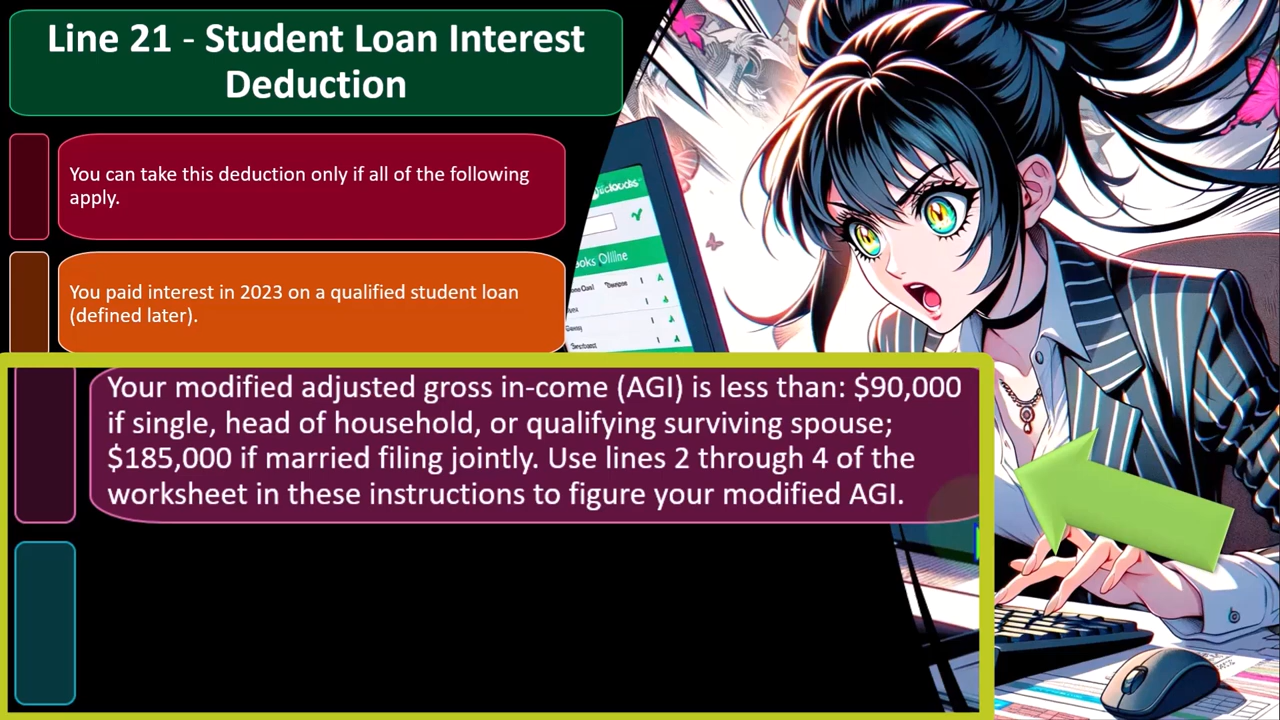 Line 21 - Student Loan Interest
Deduction
You can take this deduction only if all of the following
apply.
You paid interest in 2023 on a qualified student loan
(defined later).
Your modified adjusted gross in-come (AGI) is less than: $90,000
if single, head of household, or qualifying surviving spouse;
$185,000 if married filing jointly. Use lines 2 through 4 of the
worksheet in these instructions to figure your modified AGI.